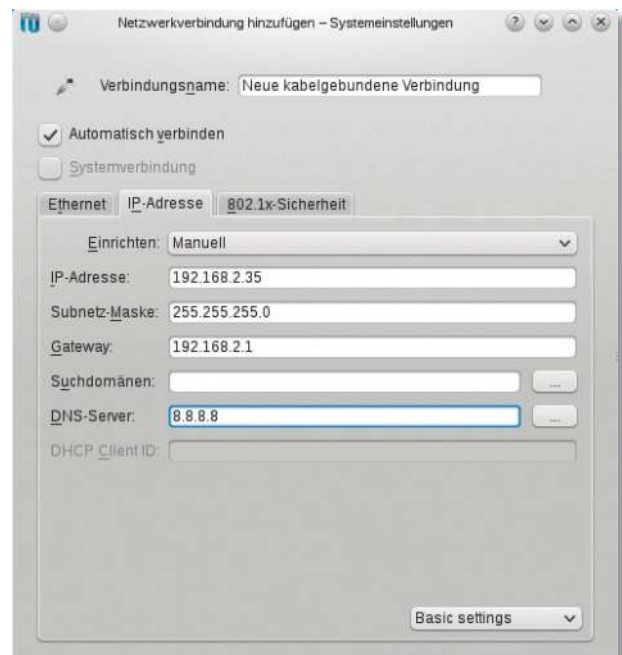 Netzwerkverbindung hinzufügen – Systemeinstellungen
Verbindungsname: Neue kabelgebundene Verbindung
Automatisch verbinden
Systemverbindung
Ethernet IP-Adresse 802.1x-Sicherheit
Einrichten: Manuell
IP-Adresse: 192.168.2.35
Subnetz-Maske: 255.255.255.0
Gateway: 192.168.2.1
Suchdomänen: ...
DNS-Server: 8.8.8.8 ...
DHCP Client ID:
Basic settings